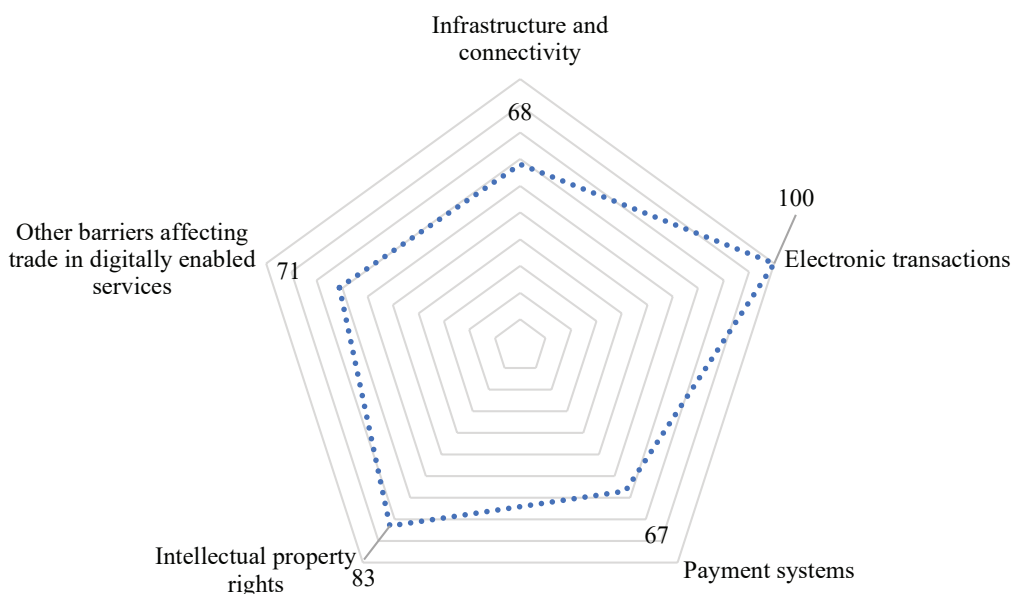 Infrastructure and
connectivity
68
100
Electronic transactions
Other barriers affecting
trade in digitally enabled
services
71
67
Payment systems
Intellectual property
rights
83